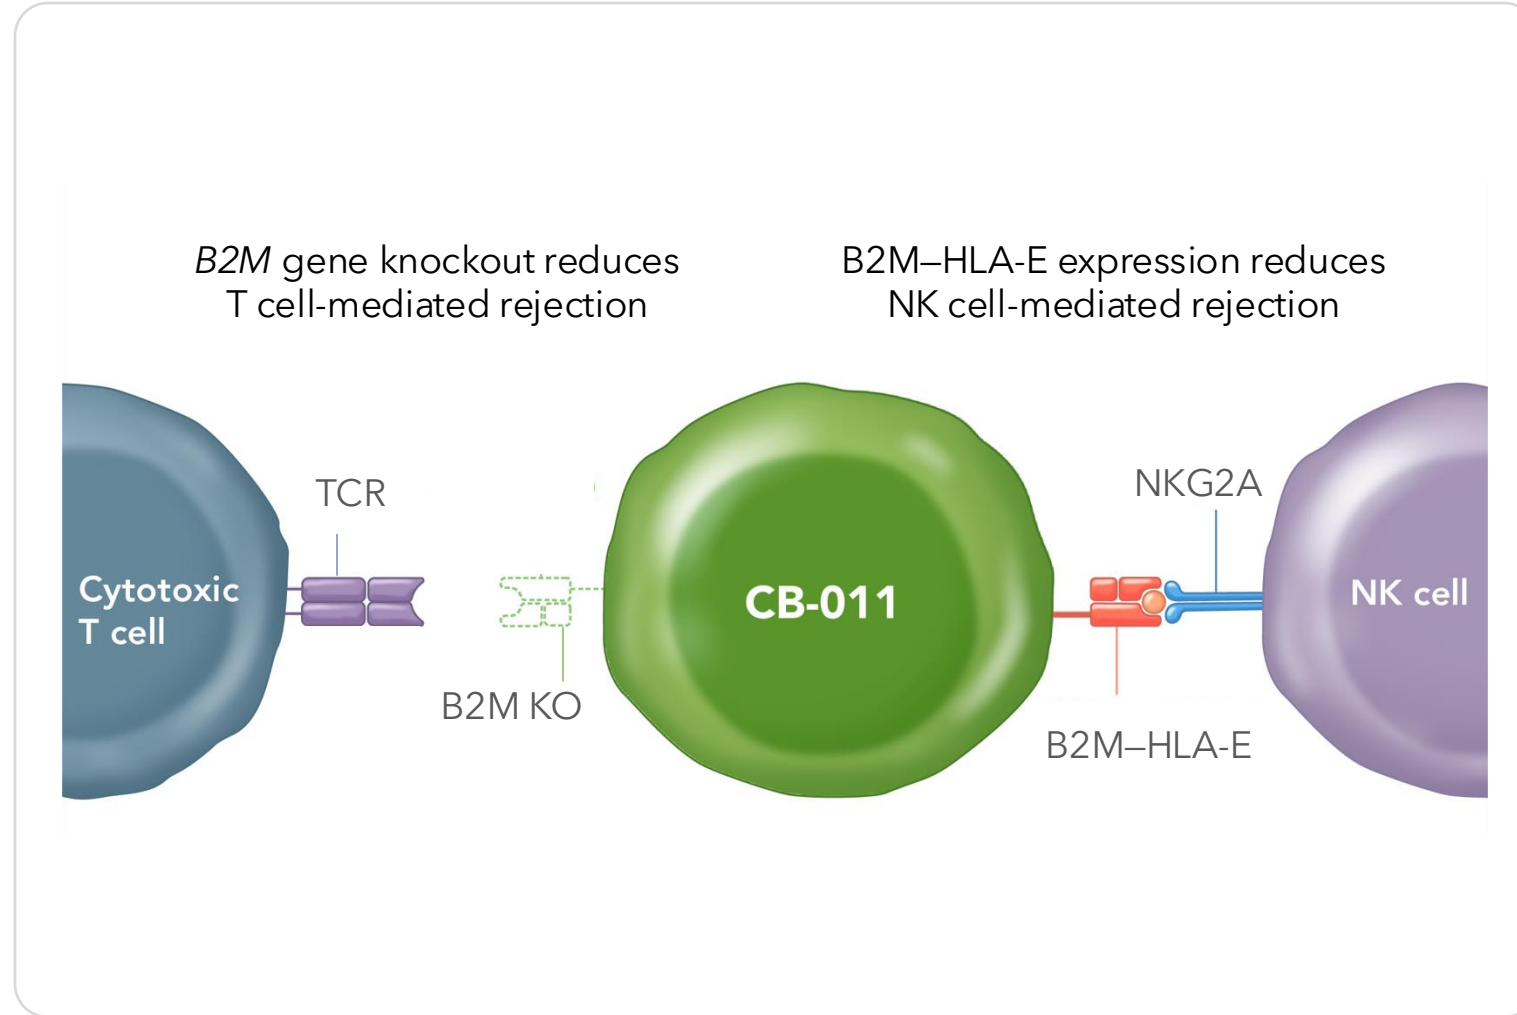 B2M gene knockout reduces
T cell-mediated rejection
B2M–HLA-E expression reduces
NK cell-mediated rejection
TCR
NKG2A
Cytotoxic
T cell
CB-011
NK cell
B2M KO
B2M–HLA-E